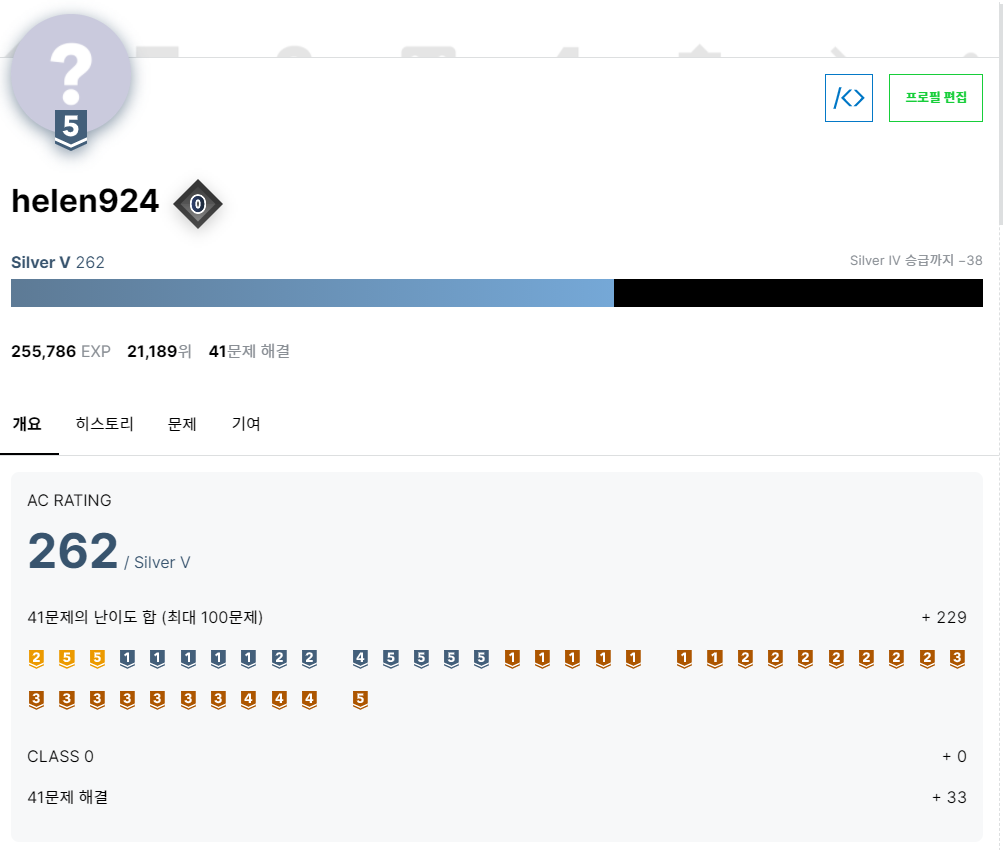 ?
5
/<>
프로필 편집
helen924
0
Silver V 262
Silver IV 승급까지 −38
255,786 EXP 21,189위 41문제 해결
개요 히스토리 문제 기여
AC RATING
262 / Silver V
41문제의 난이도 합 (최대 100문제) + 229
2 5 5 1 1 1 1 1 2 2 4 5 5 5 5 1 1 1 1 1 1 1 2 2 2 2 2 2 2 3
3 3 3 3 3 3 3 4 4 4 5
CLASS 0 + 0
41문제 해결 + 33